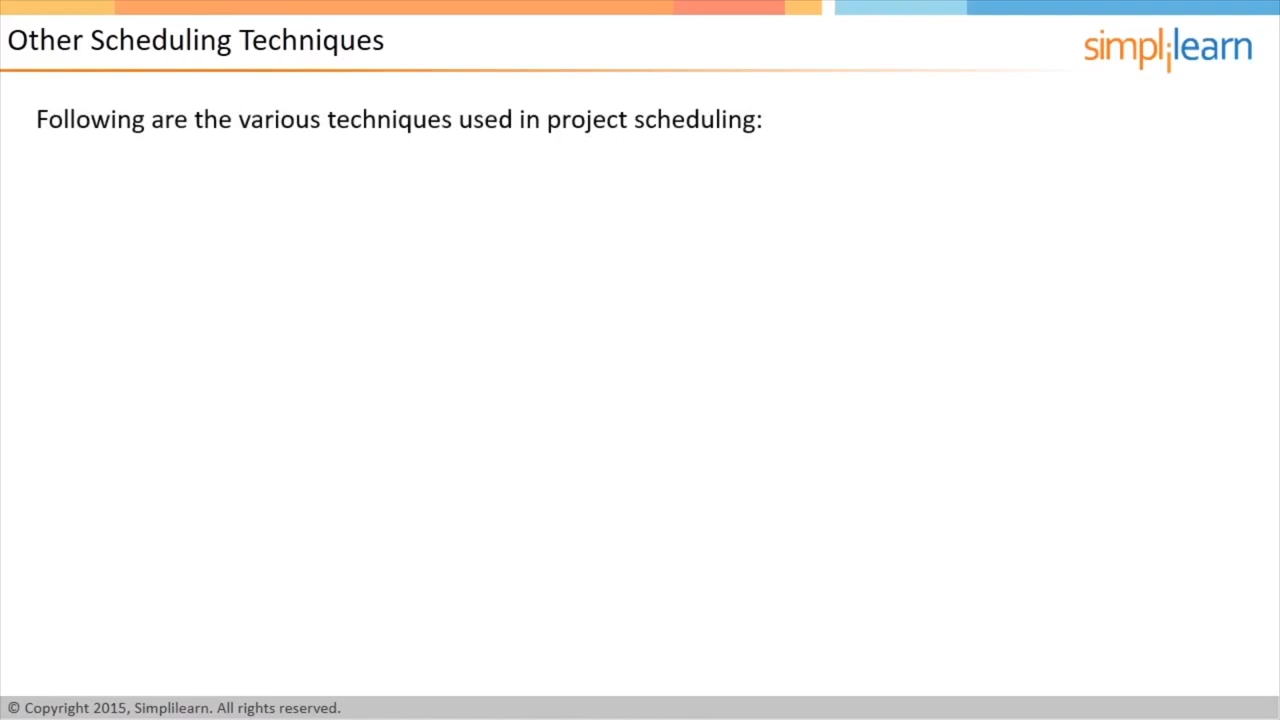 Other Scheduling Techniques
simplilearn
Following are the various techniques used in project scheduling:
© Copyright 2015, Simplilearn. All rights reserved.